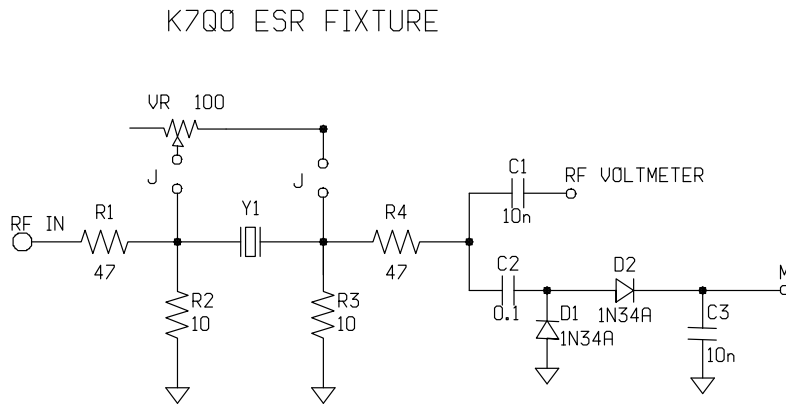 K7QO ESR FIXTURE
VR 100
J
J
C1
RF VOLTMETER
10n
RF IN
R1
47
Y1
R4
47
R2
10
R3
10
C2
0.1
D1
1N34A
D2
1N34A
C3
10n
M